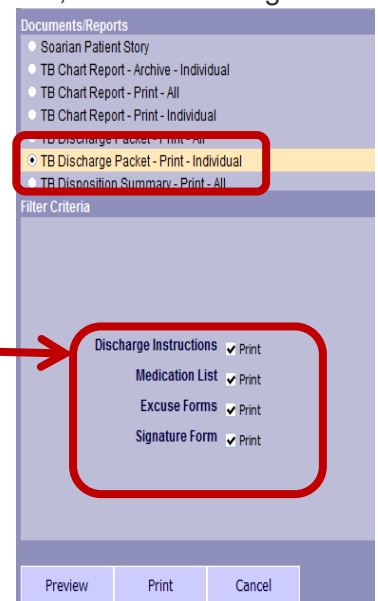 Documents/Reports
Soarian Patient Story
TB Chart Report - Archive - Individual
TB Chart Report - Print - All
TB Chart Report - Print - Individual
TB Discharge Packet - Print - All
TB Discharge Packet - Print - Individual
TB Disposition Summary - Print - All
Filter Criteria
Discharge Instructions Print
Medication List Print
Excuse Forms Print
Signature Form Print
Preview Print Cancel